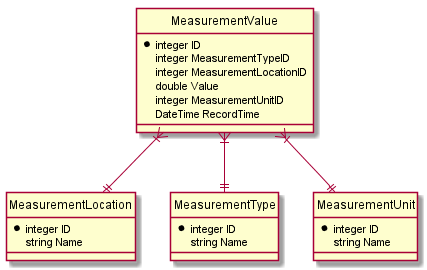 MeasurementValue
integer ID
integer MeasurementTypeID
integer MeasurementLocationID
double Value
integer MeasurementUnitID
DateTime RecordTime
MeasurementLocation
integer ID
string Name
MeasurementType
integer ID
string Name
MeasurementUnit
integer ID
string Name